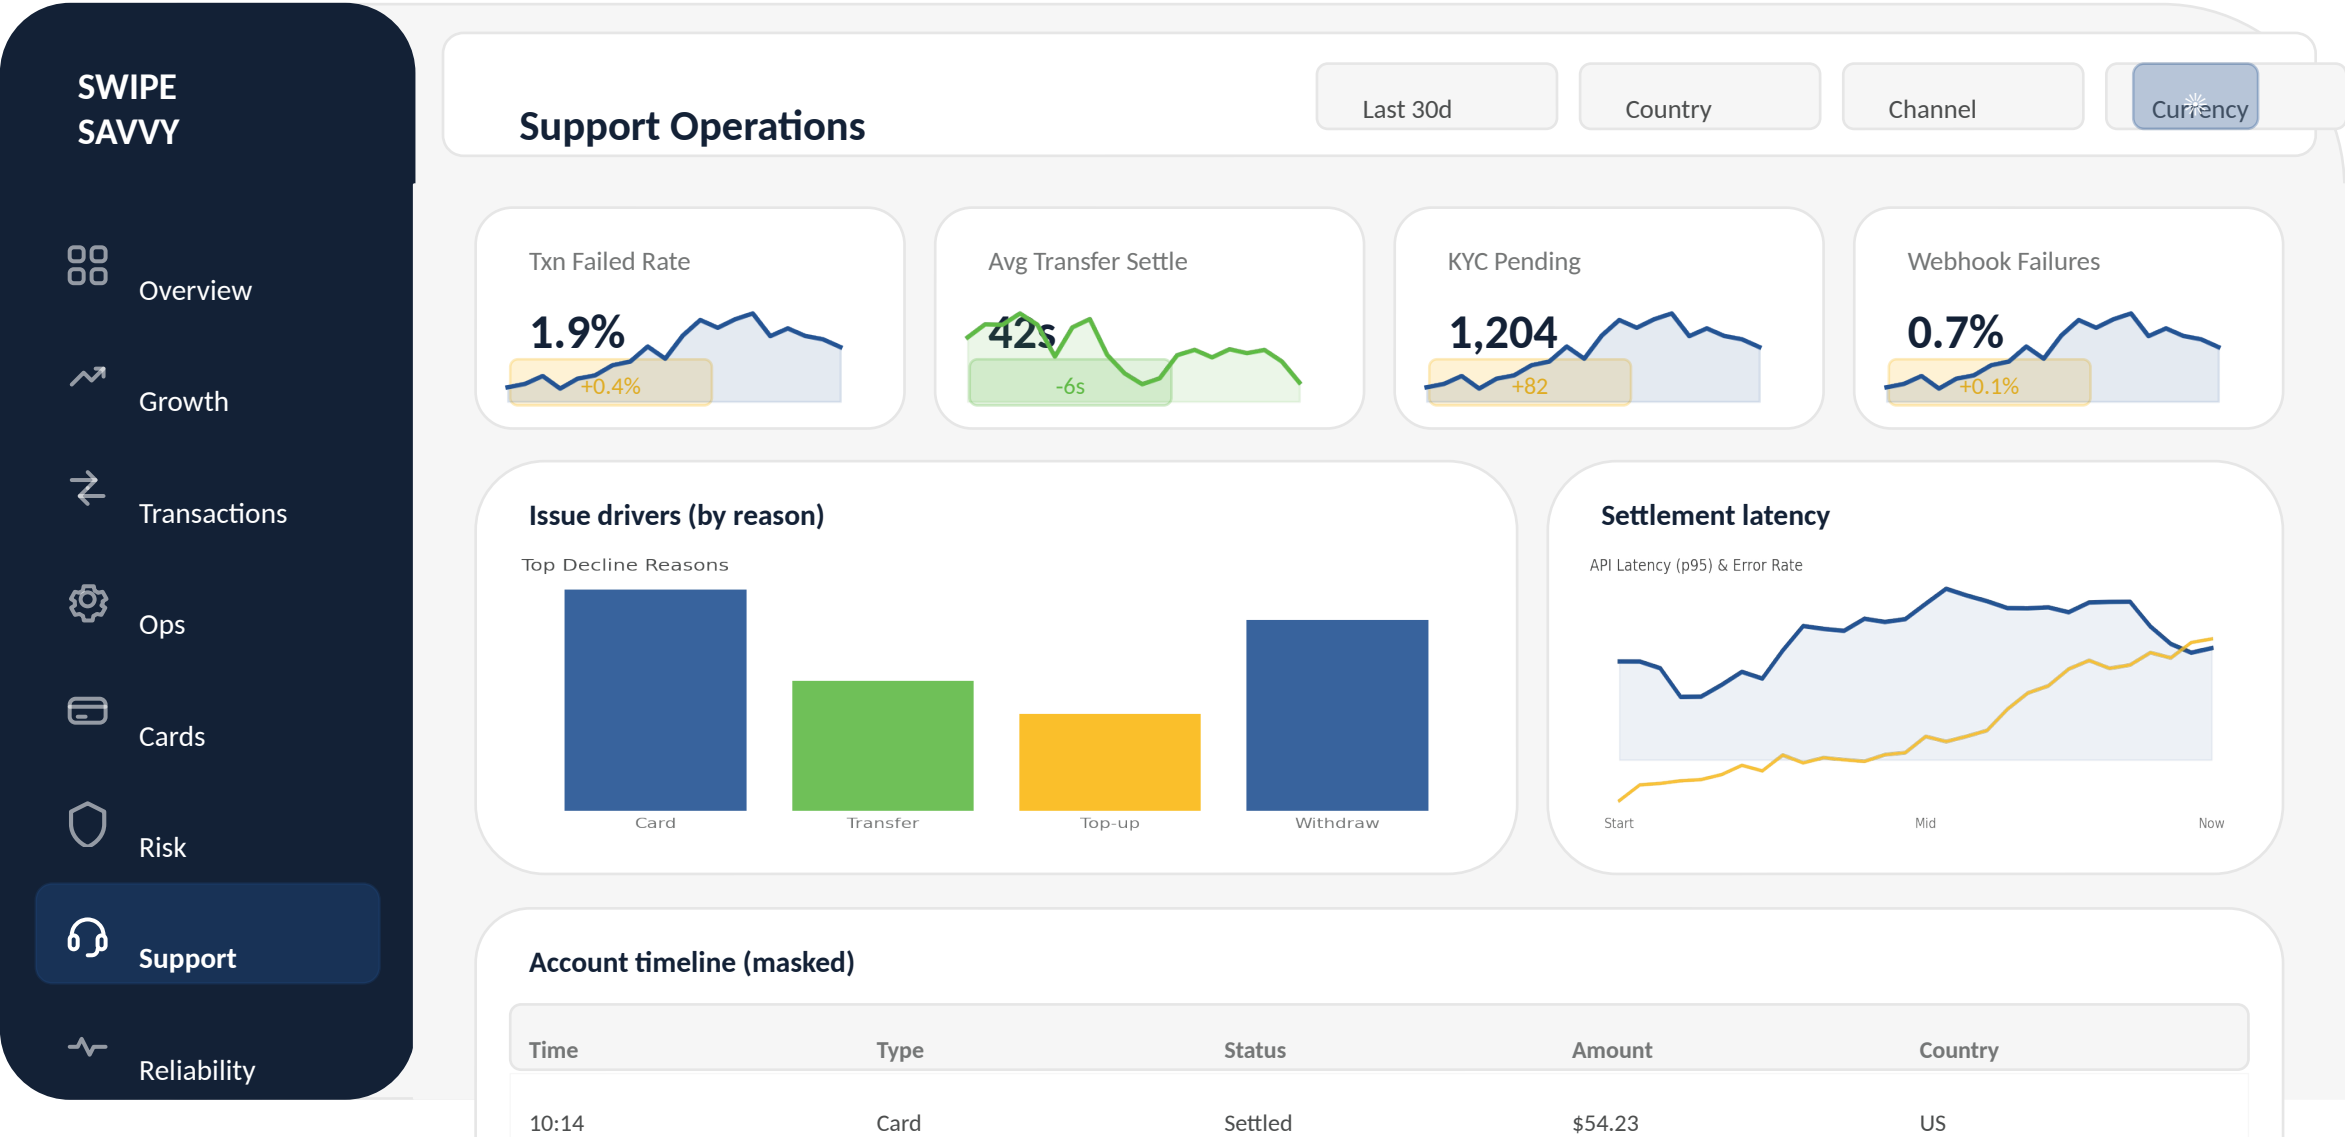 SWIPE
SAVVY
Support Operations
Last 30d
Country
Channel
Currency
Overview
Growth
Transactions
Ops
Cards
Risk
Support
Reliability
Txn Failed Rate
1.9%
+0.4%
Avg Transfer Settle
42s
-6s
KYC Pending
1,204
+82
Webhook Failures
0.7%
+0.1%
Issue drivers (by reason)
Top Decline Reasons
Card Transfer Top-up Withdraw
Settlement latency
API Latency (p95) & Error Rate
Start Mid Now
Account timeline (masked)
Time Type Status Amount Country
10:14 Card Settled $54.23 US